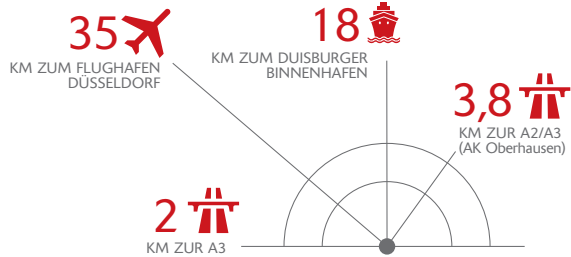 35
KM ZUM FLUGHAFEN
DÜSSELDORF
18
KM ZUM DUISBURGER
BINNENHAFEN
3,8
KM ZUR A2/A3
(AK Oberhausen)
2
KM ZUR A3